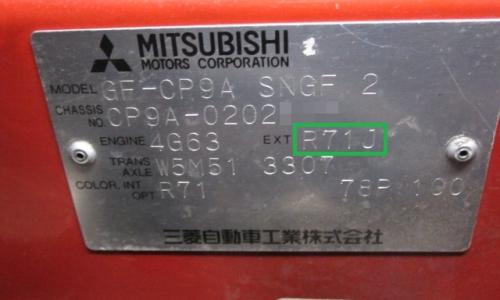 MITSUBISHI
MOTORS CORPORATION
MODEL GF-CP9A SNGF 2
CHASSIS NO. CP9A-0202
ENGINE 4G63 EXT R71J
TRANS AXLE W5M51 3307
COLOR, INT OPT R71 78P 100
三菱自動車工業株式会社